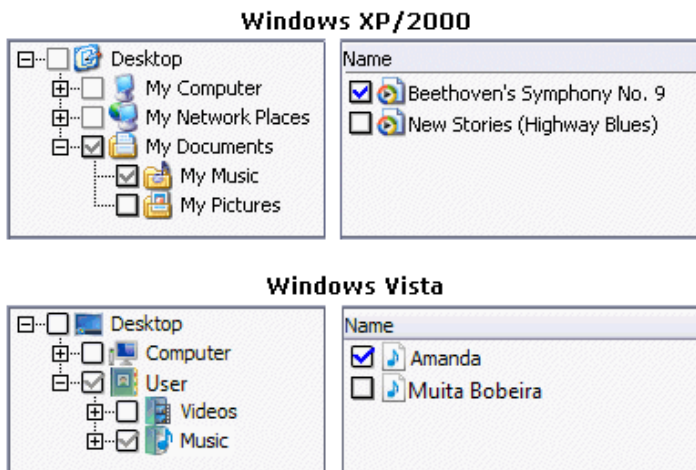 Windows XP/2000
Desktop
My Computer
My Network Places
My Documents
My Music
My Pictures
Name
Beethoven's Symphony No. 9
New Stories (Highway Blues)
Windows Vista
Desktop
Computer
User
Videos
Music
Name
Amanda
Muita Bobeira